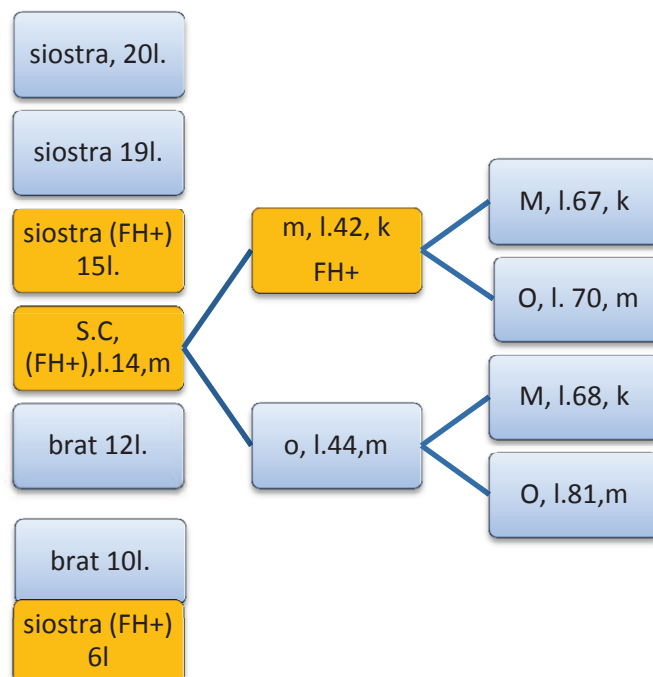 siostra, 20l.
siostra 19l.
siostra (FH+)
15l.
S.C,
(FH+),l.14,m
brat 12l.
brat 10l.
siostra (FH+)
6l
m, l.42, k
FH+
o, l.44,m
M, l.67, k
O, l. 70, m
M, l.68, k
O, l.81,m